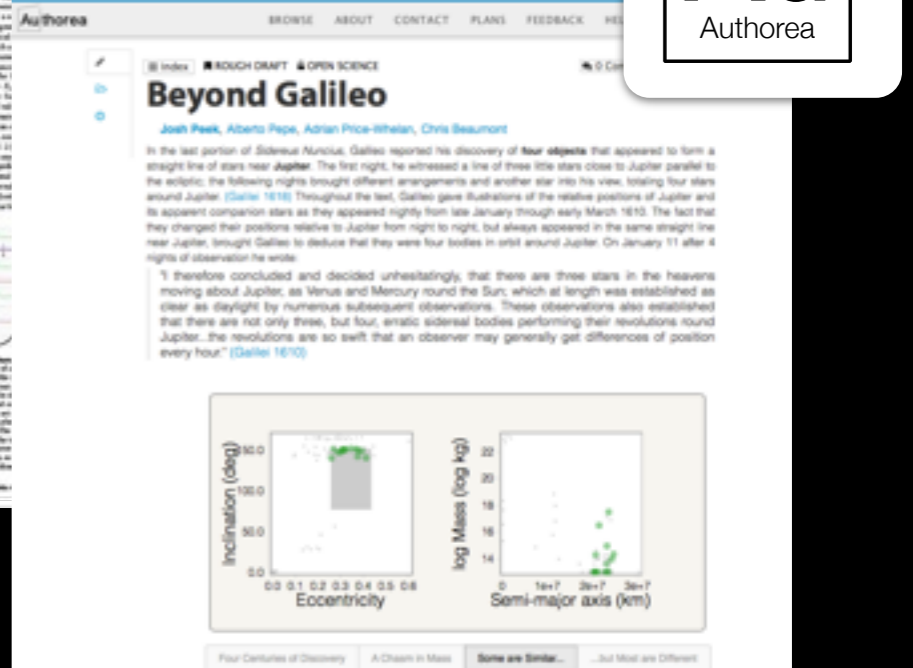 Authorea
BROWSE ABOUT CONTACT PLANS FEEDBACK
Authorea
Index ROUGH DRAFT OPEN SCIENCE
0
Beyond Galileo
Josh Peek, Alberto Pepe, Adrian Price-Whelan, Chris Beaumont
In the last portion of Sidereus Nuncius, Galileo reported his discovery of four objects that appeared to form a
straight line of stars near Jupiter. The first night, he witnessed a line of three little stars close to Jupiter parallel to
the ecliptic; the following nights brought different arrangements and another star into his view, totaling four stars
around Jupiter. (Galilei 1618) Throughout the text, Galileo gave illustrations of the relative positions of Jupiter and
its apparent companion stars as they appeared nightly from late January through early March 1610. The fact that
they changed their positions relative to Jupiter from night to night, but always appeared in the same straight line
near Jupiter, brought Galileo to deduce that they were four bodies in orbit around Jupiter. On January 11 after 4
nights of observation he wrote:
"I therefore concluded and decided unhesitatingly, that there are three stars in the heavens
moving about Jupiter, as Venus and Mercury round the Sun; which at length was established as
clear as daylight by numerous subsequent observations. These observations also established
that there are not only three, but four, erratic sidereal bodies performing their revolutions round
Jupiter...the revolutions are so swift that an observer may generally get differences of position
every hour." (Galilei 1610)
Inclination (deg)
150.0
100.0
50.0
0.0
0.0 0.1 0.2 0.3 0.4 0.5 0.6
Eccentricity
log Mass (log kg)
22
20
18
16
14
0 1e+7 2e+7 3e+7
Semi-major axis (km)
Four Centuries of Discovery A Chasm in Mass Some are Similar... ...but Most are Different